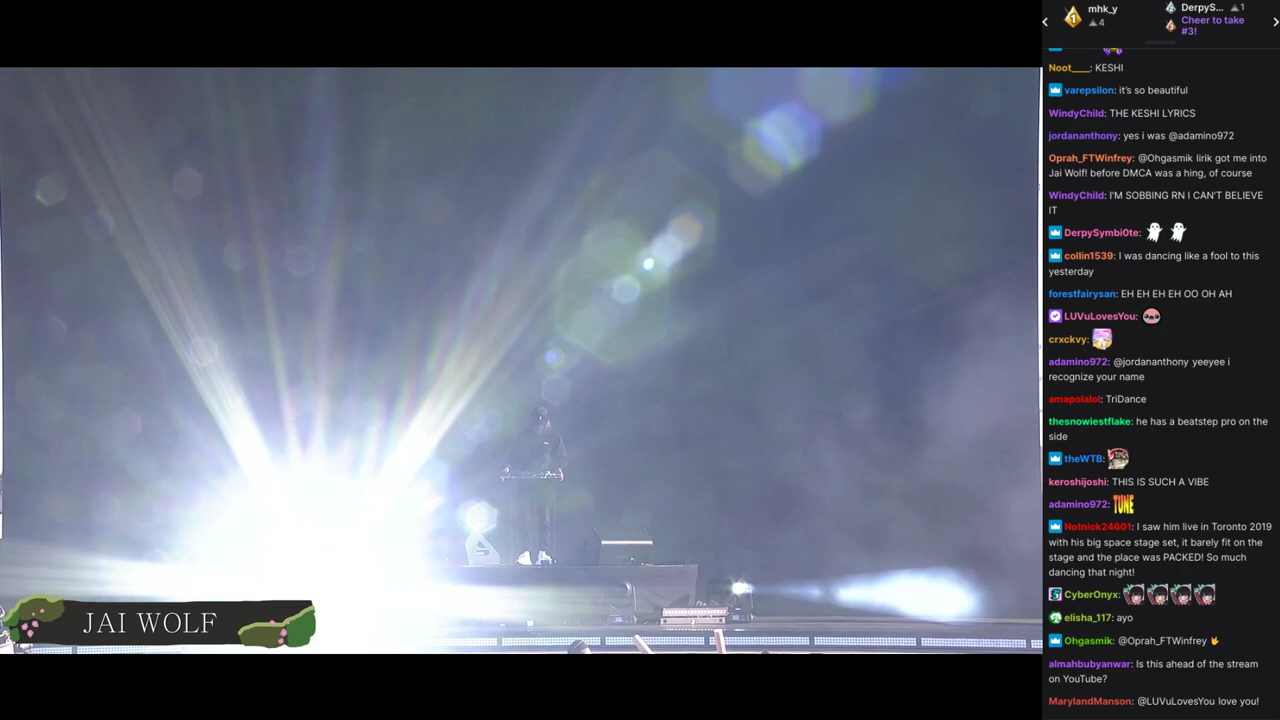 JAI WOLF
1
mhk_y
4
DerpyS... 1
3
Cheer to take
#3!
Noot____: KESHI
varepsilon: it's so beautiful
WindyChild: THE KESHI LYRICS
jordananthony: yes i was @adamino972
Oprah_FTWinfrey: @Ohgasmik lirik got me into
Jai Wolf! before DMCA was a hing, of course
WindyChild: I'M SOBBING RN I CAN'T BELIEVE
IT
DerpySymbi0te:
collin1539: I was dancing like a fool to this
yesterday
forestfairysan: EH EH EH EH OO OH AH
LUVuLovesYou:
crxckvy:
adamino972: @jordananthony yeeyee i
recognize your name
amapolalol: TriDance
thesnowiestflake: he has a beatstep pro on the
side
theWTB:
keroshijoshi: THIS IS SUCH A VIBE
adamino972: TUNE
Notnick24601: I saw him live in Toronto 2019
with his big space stage set, it barely fit on the
stage and the place was PACKED! So much
dancing that night!
CyberOnyx:
elisha_117: ayo
Ohgasmik: @Oprah_FTWinfrey
almahbubyanwar: Is this ahead of the stream
on YouTube?
MarylandManson: @LUVuLovesYou love you!